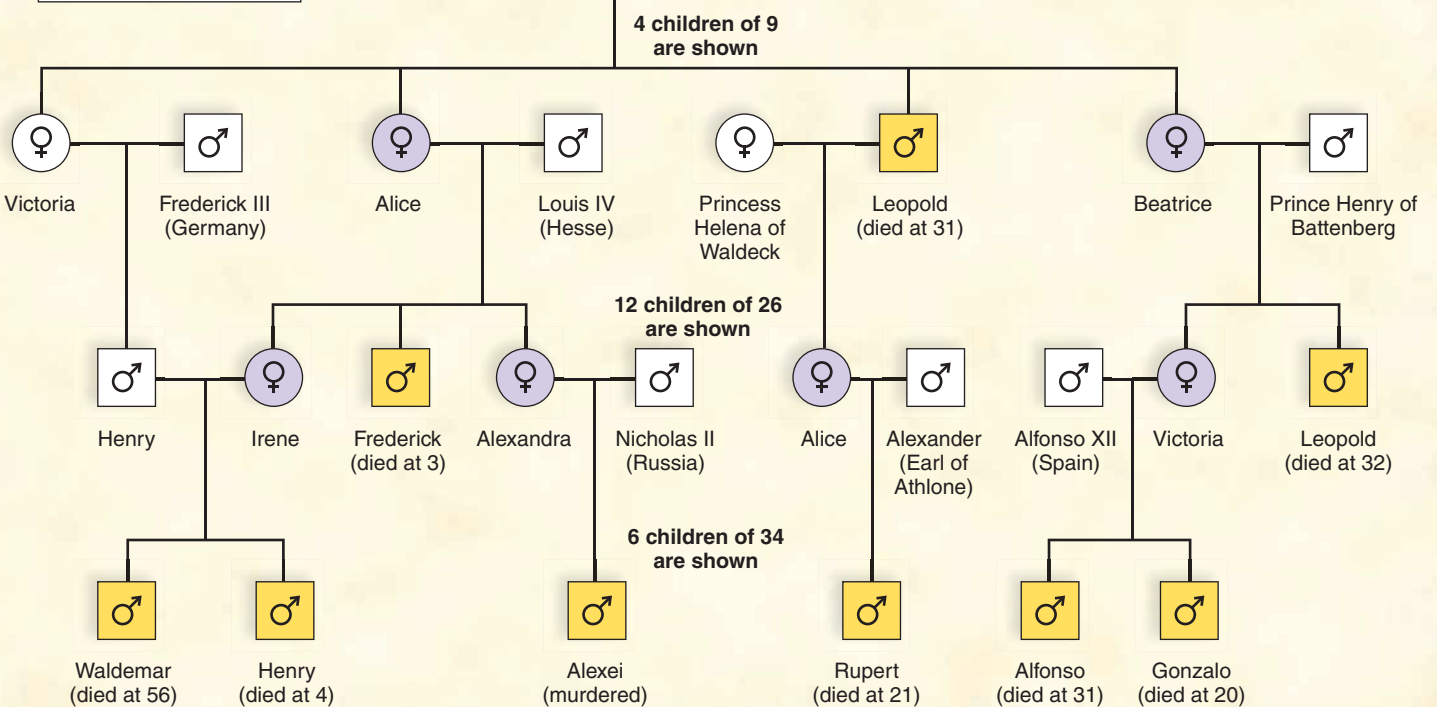 4 children of 9
are shown
Victoria
Frederick III
(Germany)
Alice
Louis IV
(Hesse)
Princess
Helena of
Waldeck
Leopold
(died at 31)
Beatrice
Prince Henry of
Battenberg
12 children of 26
are shown
Henry
Irene
Frederick
(died at 3)
Alexandra
Nicholas II
(Russia)
Alice
Alexander
(Earl of
Athlone)
Alfonso XII
(Spain)
Victoria
Leopold
(died at 32)
6 children of 34
are shown
Waldemar
(died at 56)
Henry
(died at 4)
Alexei
(murdered)
Rupert
(died at 21)
Alfonso
(died at 31)
Gonzalo
(died at 20)